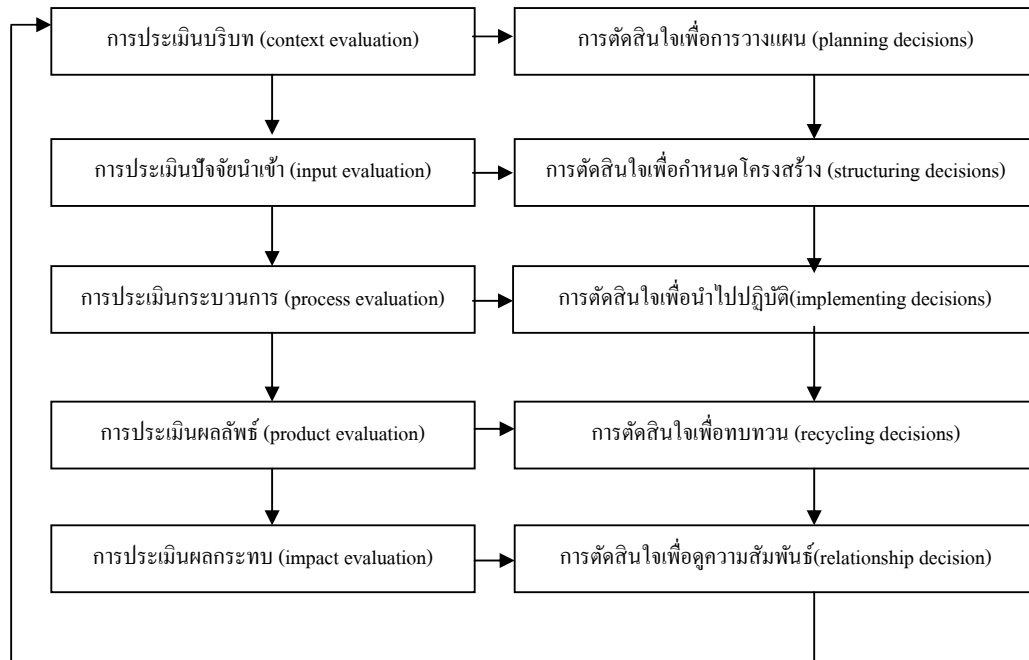 การประเมินบริบท (context evaluation)
การตัดสินใจเพื่อการวางแผน (planning decisions)
การประเมินปัจจัยนำเข้า (input evaluation)
การตัดสินใจเพื่อกำหนดโครงสร้าง (structuring decisions)
การประเมินกระบวนการ (process evaluation)
การตัดสินใจเพื่อนำไปปฏิบัติ(implementing decisions)
การประเมินผลลัพธ์ (product evaluation)
การตัดสินใจเพื่อทบทวน (recycling decisions)
การประเมินผลกระทบ (impact evaluation)
การตัดสินใจเพื่อดูความสัมพันธ์(relationship decision)